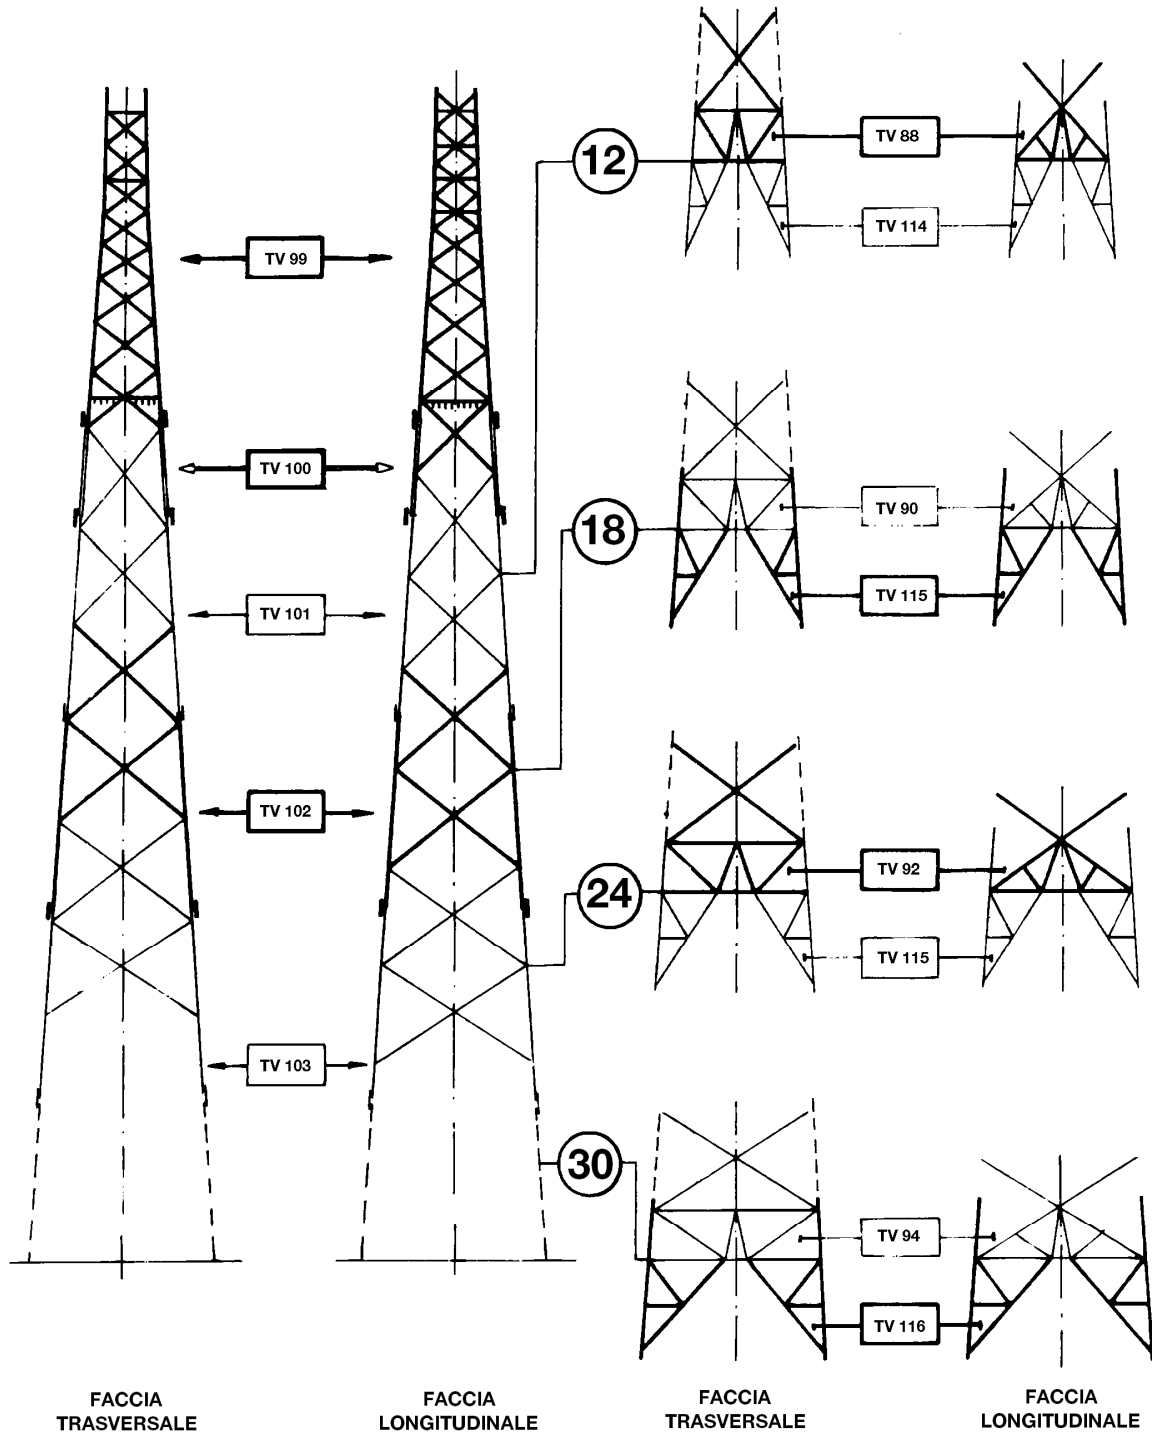 TV 99
TV 100
TV 101
TV 102
TV 103
12
TV 88
TV 114
18
TV 90
TV 115
24
TV 92
TV 115
30
TV 94
TV 116
FACCIA
TRASVERSALE
FACCIA
LONGITUDINALE
FACCIA
TRASVERSALE
FACCIA
LONGITUDINALE